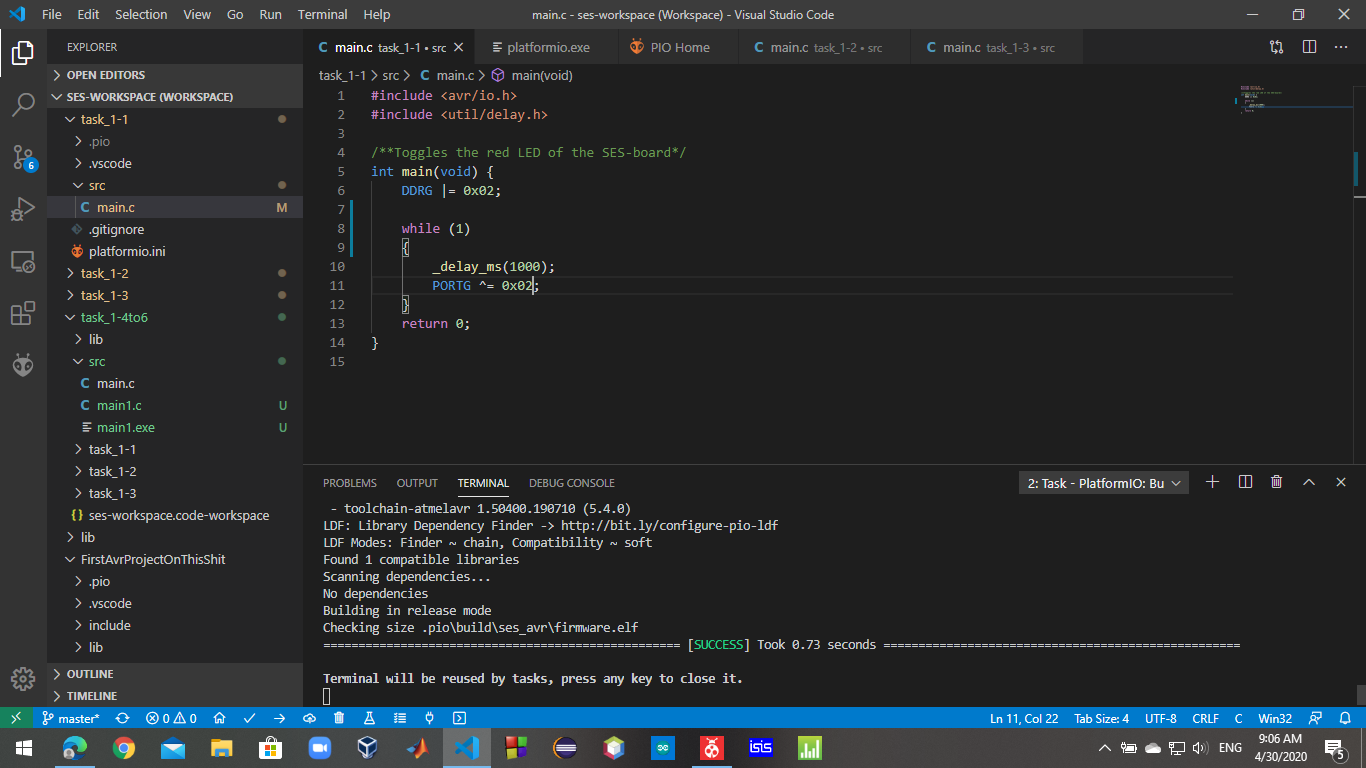 File Edit Selection View Go Run Terminal Help
main.c - ses-workspace (Workspace) - Visual Studio Code
EXPLORER
OPEN EDITORS
SES-WORKSPACE (WORKSPACE)
task_1-1
.pio
.vscode
src
main.c M
.gitignore
platformio.ini
task_1-2
task_1-3
task_1-4to6
lib
src
main.c
main1.c U
main1.exe U
task_1-1
task_1-2
task_1-3
ses-workspace.code-workspace
lib
FirstAvrProjectOnThisShit
.pio
.vscode
include
lib
OUTLINE
TIMELINE
6
main.c task_1-1 • src
platformio.exe
PIO Home
main.c task_1-2 • src
main.c task_1-3 • src
task_1-1 > src > C main.c > main(void)
1 #include <avr/io.h>
2 #include <util/delay.h>
3
4 /**Toggles the red LED of the SES-board*/
5 int main(void) {
6 DDRG |= 0x02;
7
8 while (1)
9 {
10 _delay_ms(1000);
11 PORTG ^= 0x02;
12 }
13 return 0;
14 }
15
PROBLEMS OUTPUT TERMINAL DEBUG CONSOLE
2: Task - PlatformIO: Bu
- toolchain-atmelavr 1.50400.190710 (5.4.0)
LDF: Library Dependency Finder -> http://bit.ly/configure-pio-ldf
LDF Modes: Finder ~ chain, Compatibility ~ soft
Found 1 compatible libraries
Scanning dependencies...
No dependencies
Building in release mode
Checking size .pio\build\ses_avr\firmware.elf
================================================== [SUCCESS] Took 0.73 seconds ==================================================
Terminal will be reused by tasks, press any key to close it.
master* 0 0 Ln 11, Col 22 Tab Size: 4 UTF-8 CRLF C Win32
isis
ENG
9:06 AM
4/30/2020
5